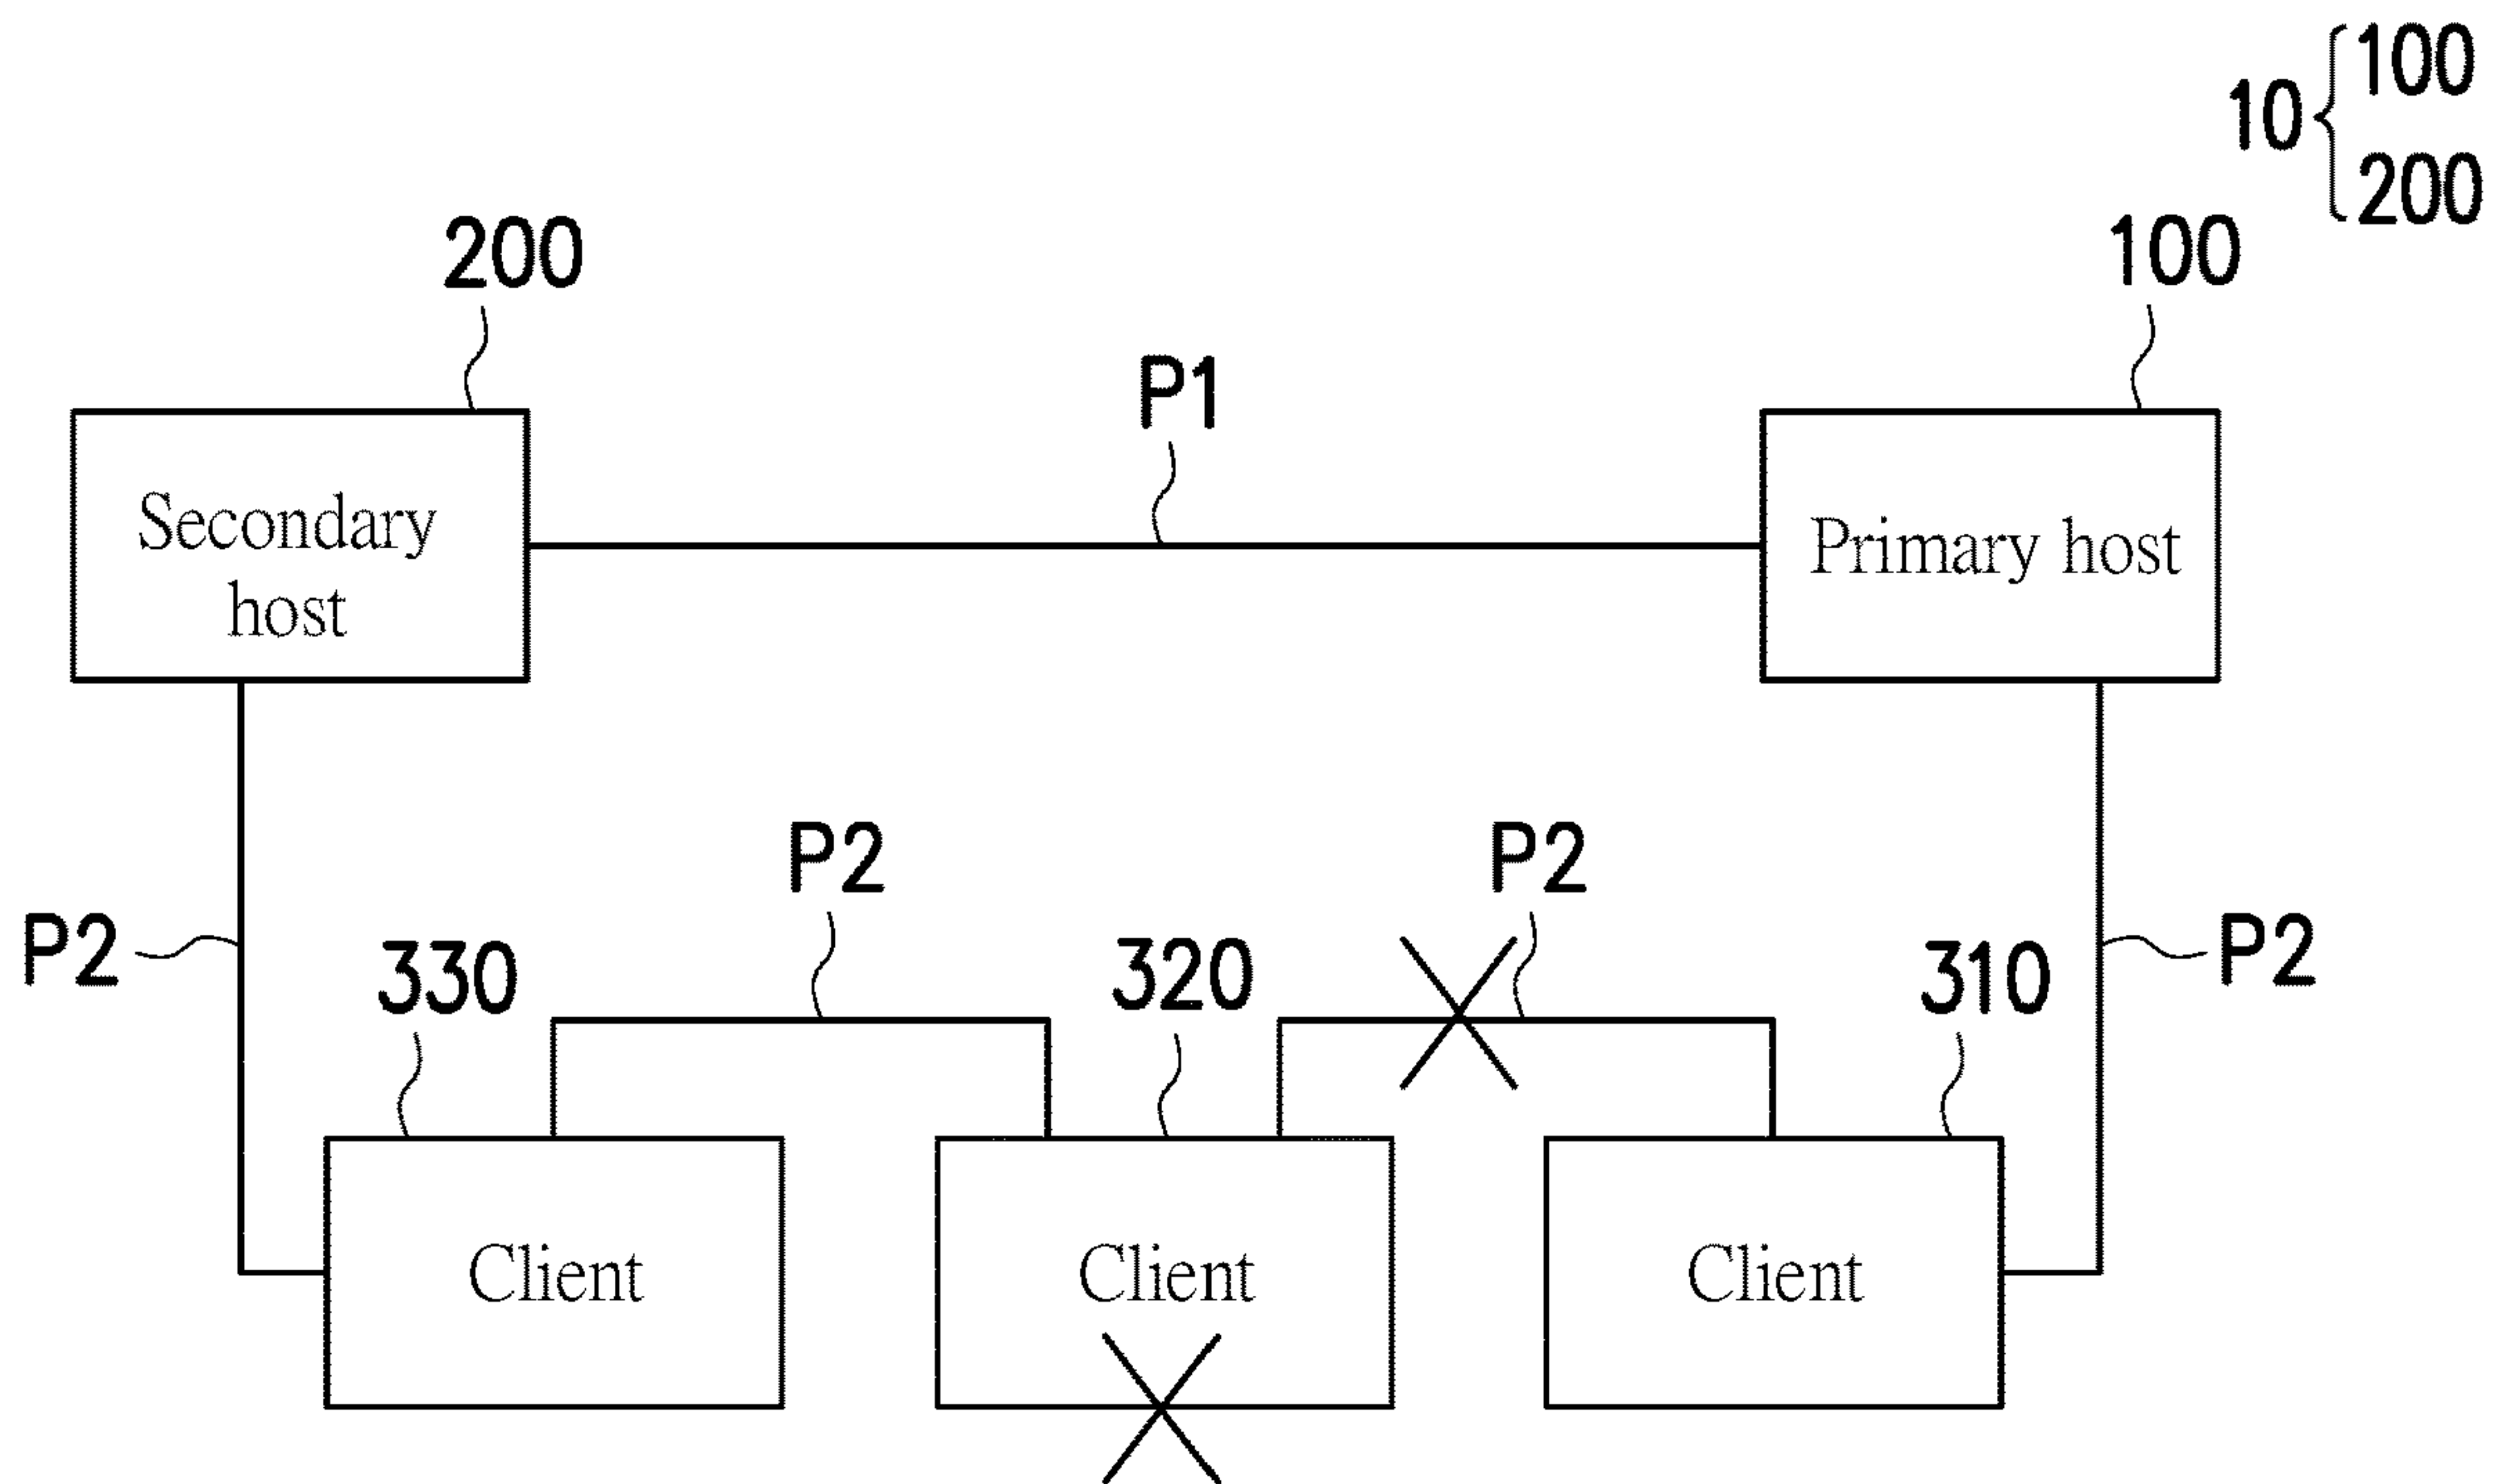 10 { 100
200
200
100
P1
Secondary
host
Primary host
P2
P2
P2
330
320
310
P2
Client
Client
Client